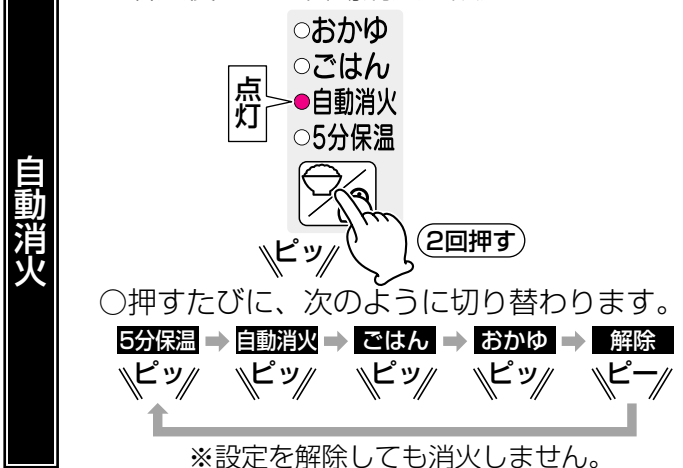 自動消火
○おかゆ
○ごはん
点灯
●自動消火
○5分保温
ピッ
2回押す
○押すたびに、次のように切り替わります。
5分保温 ➡ 自動消火 ➡ ごはん ➡ おかゆ ➡ 解除
ピッ ピッ ピッ ピッ ピー
※設定を解除しても消火しません。